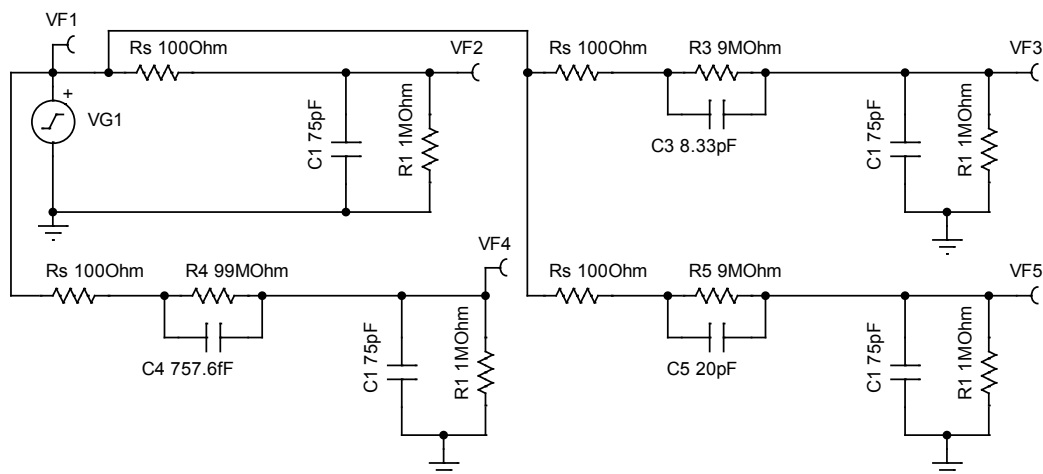 VF1
Rs 100Ohm
VF2
+
VG1
C1 75pF
R1 1MOhm
Rs 100Ohm
R3 9MOhm
VF3
C3 8.33pF
C1 75pF
R1 1MOhm
Rs 100Ohm
R4 99MOhm
VF4
C4 757.6fF
C1 75pF
R1 1MOhm
Rs 100Ohm
R5 9MOhm
VF5
C5 20pF
C1 75pF
R1 1MOhm